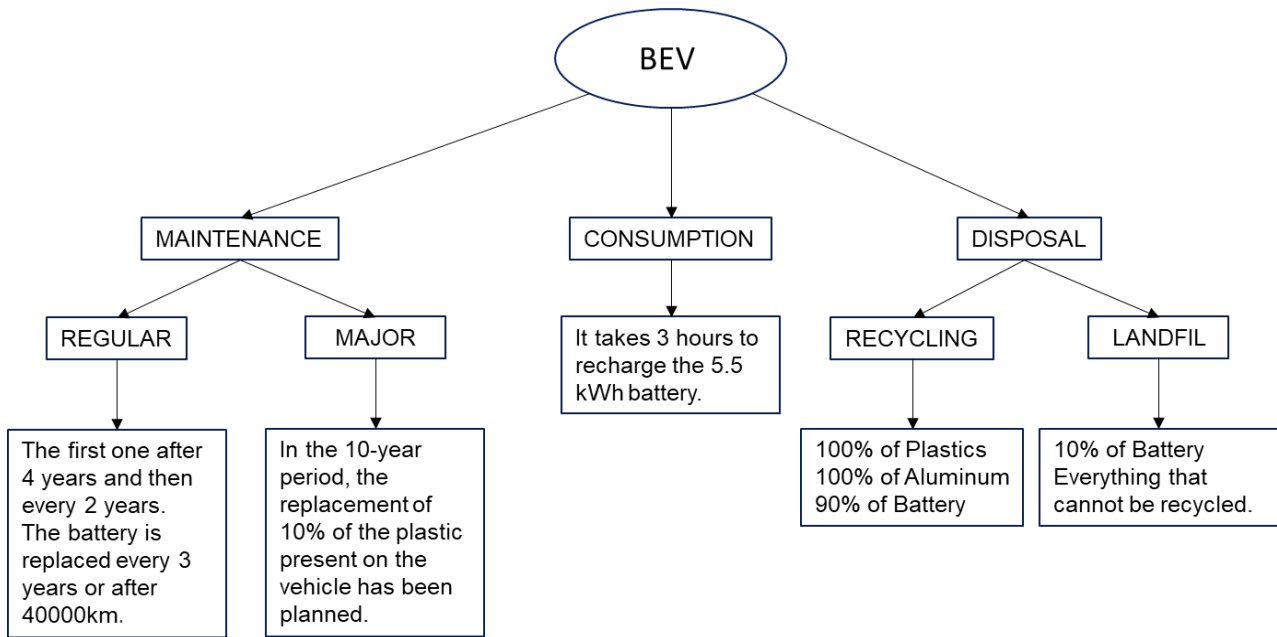 BEV
MAINTENANCE
CONSUMPTION
DISPOSAL
REGULAR
MAJOR
It takes 3 hours to
recharge the 5.5
kWh battery.
RECYCLING
LANDFIL
The first one after
4 years and then
every 2 years.
The battery is
replaced every 3
years or after
40000km.
In the 10-year
period, the
replacement of
10% of the plastic
present on the
vehicle has been
planned.
100% of Plastics
100% of Aluminum
90% of Battery
10% of Battery
Everything that
cannot be recycled.